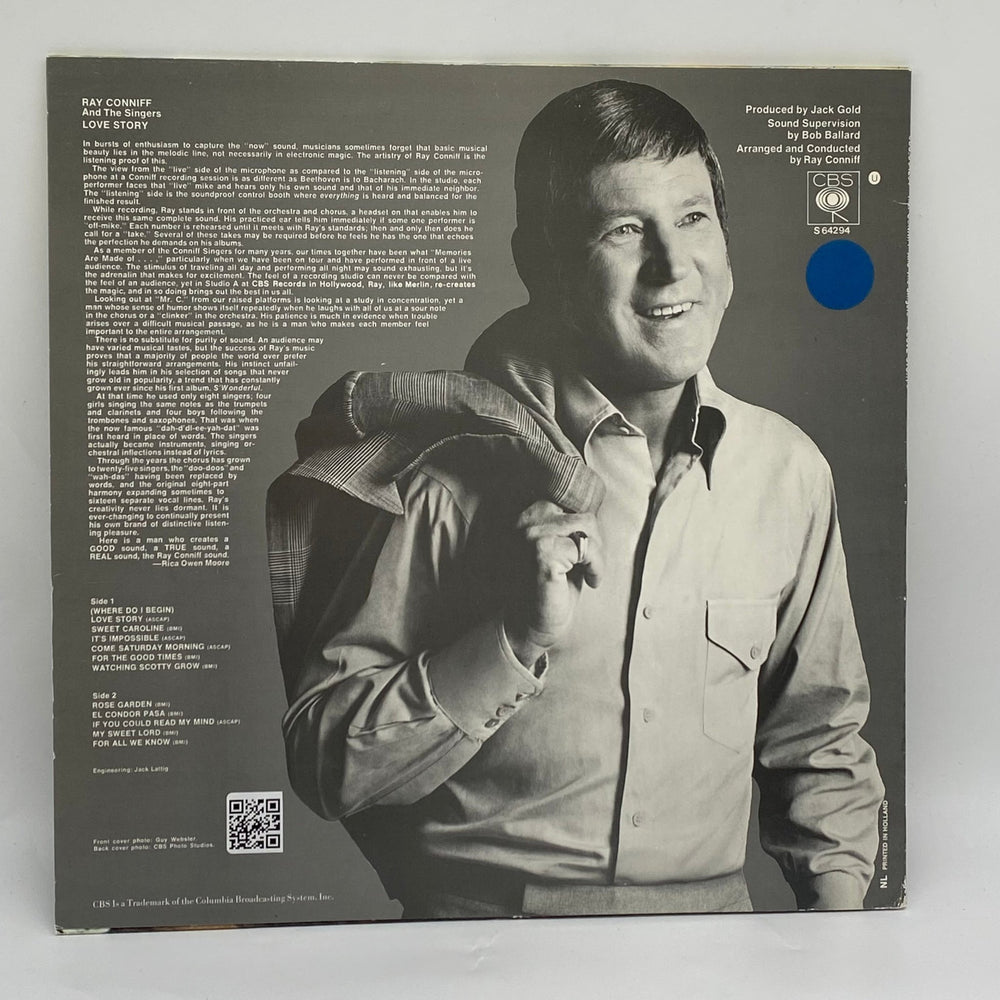 RAY CONNIFF
And The Singers
LOVE STORY
In bursts of enthusiasm to capture the "now" sound, musicians sometimes forget that basic musical
beauty lies in the melodic line, not necessarily in electronic magic. The artistry of Ray Conniff is the
listening proof of this.
The view from the "live" side of the microphone as compared to the "listening" side of the micro-
phone at a Conniff recording session is as different as Beethoven is to Bacharach. In the studio, each
performer faces that "live" mike and hears only his own sound and that of his immediate neighbor.
The "listening" side is the soundproof control booth where everything is heard and balanced for the
finished result.
While recording, Ray stands in front of the orchestra and chorus, a headset on that enables him to
receive this same complete sound. His practiced ear tells him immediately if some one performer is
"off-mike." Each number is rehearsed until it meets with Ray's standards; then and only then does he
call for a "take." Several of these takes may be required before he feels he has the one that echoes
the perfection he demands on his albums.
As a member of the Conniff Singers for many years, our times together have been what "Memories
Are Made of . . . .," particularly when we have been on tour and have performed in front of a live
audience. The stimulus of traveling all day and performing all night may sound exhausting, but it's
the adrenalin that makes for excitement. The feel of a recording studio can never be compared with
the feel of an audience, yet in Studio A at CBS Records in Hollywood, Ray, like Merlin, re-creates
the magic, and in so doing brings out the best in us all.
Looking out at "Mr. C." from our raised platforms is looking at a study in concentration, yet a
man whose sense of humor shows itself repeatedly when he laughs with all of us at a sour note
in the chorus or a "clinker" in the orchestra. His patience is much in evidence when trouble
arises over a difficult musical passage, as he is a man who makes each member feel
important to the entire arrangement.
There is no substitute for purity of sound. An audience may
have varied musical tastes, but the success of Ray's music
proves that a majority of people the world over prefer
his straightforward arrangements. His instinct unfail-
ingly leads him in his selection of songs that never
grow old in popularity, a trend that has constantly
grown ever since his first album, S'Wonderful.
At that time he used only eight singers; four
girls singing the same notes as the trumpets
and clarinets and four boys following the
trombones and saxophones. That was when
the now famous "dah-d'dl-ee-yah-dat" was
first heard in place of words. The singers
actually became instruments, singing or-
chestral inflections instead of lyrics.
Through the years the chorus has grown
to twenty-five singers, the "doo-doos" and
"wah-das" having been replaced by
words, and the original eight-part
harmony expanding sometimes to
sixteen separate vocal lines. Ray's
creativity never lies dormant. It is
ever-changing to continually present
his own brand of distinctive listen-
ing pleasure.
Here is a man who creates a
GOOD sound, a TRUE sound, a
REAL sound, the Ray Conniff sound.
—Rica Owen Moore
Side 1
(WHERE DO I BEGIN)
LOVE STORY (ASCAP)
SWEET CAROLINE (BMI)
IT'S IMPOSSIBLE (ASCAP)
COME SATURDAY MORNING (ASCAP)
FOR THE GOOD TIMES (BMI)
WATCHING SCOTTY GROW (BMI)
Side 2
ROSE GARDEN (BMI)
EL CONDOR PASA (BMI)
IF YOU COULD READ MY MIND (ASCAP)
MY SWEET LORD (BMI)
FOR ALL WE KNOW (BMI)
Engineering: Jack Lattig
Front cover photo: Guy Webster
Back cover photo: CBS Photo Studios.
CBS Is a Trademark of the Columbia Broadcasting System, Inc.
Produced by Jack Gold
Sound Supervision
by Bob Ballard
Arranged and Conducted
by Ray Conniff
CBS
U
S 64294
NL PRINTED IN HOLLAND